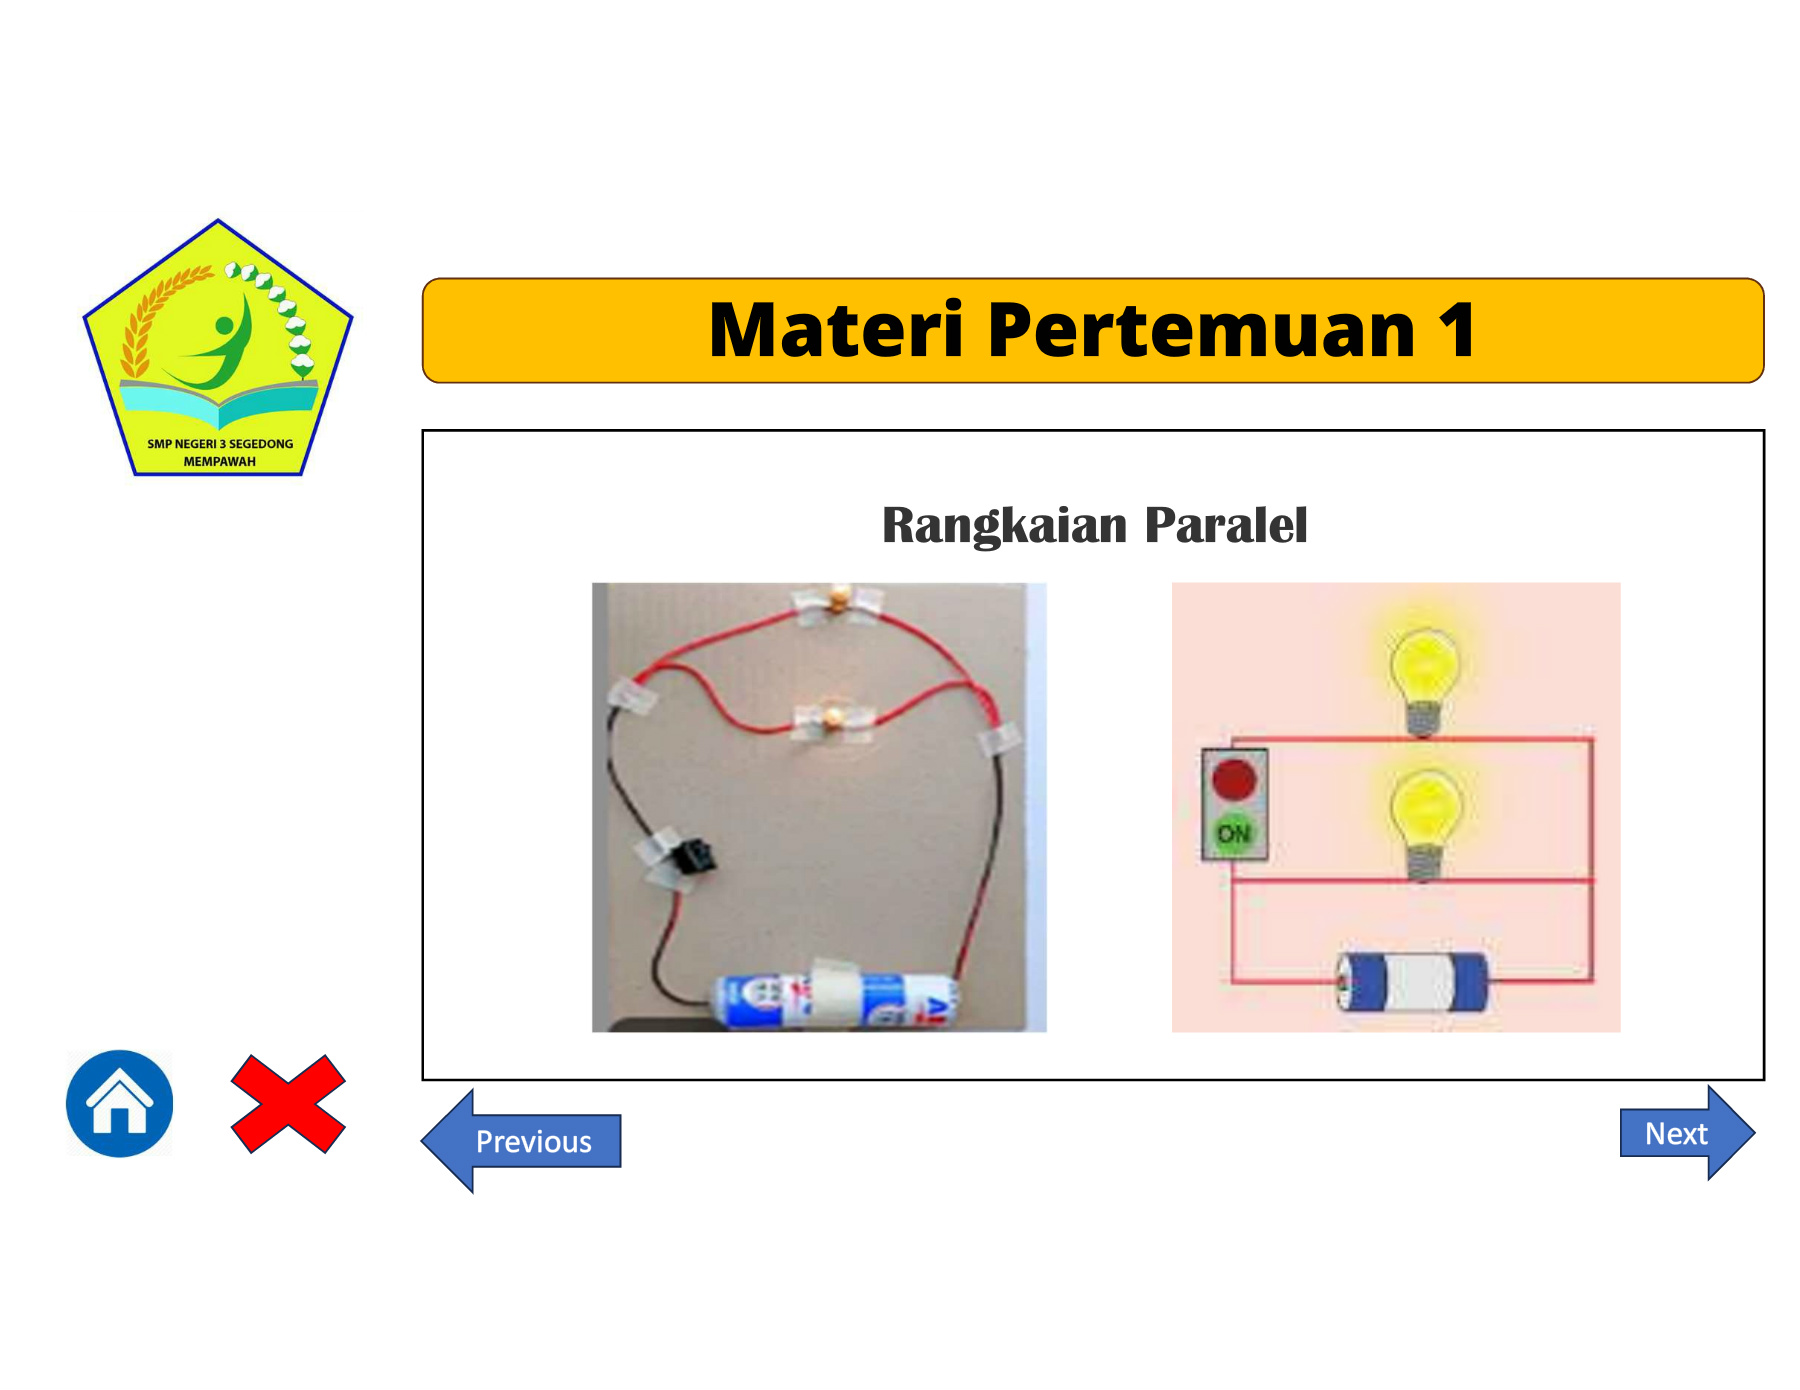 SMP NEGERI 3 SEGEDONG
MEMPAWAH
Materi Pertemuan 1
Rangkaian Paralel
ON
Previous
Next